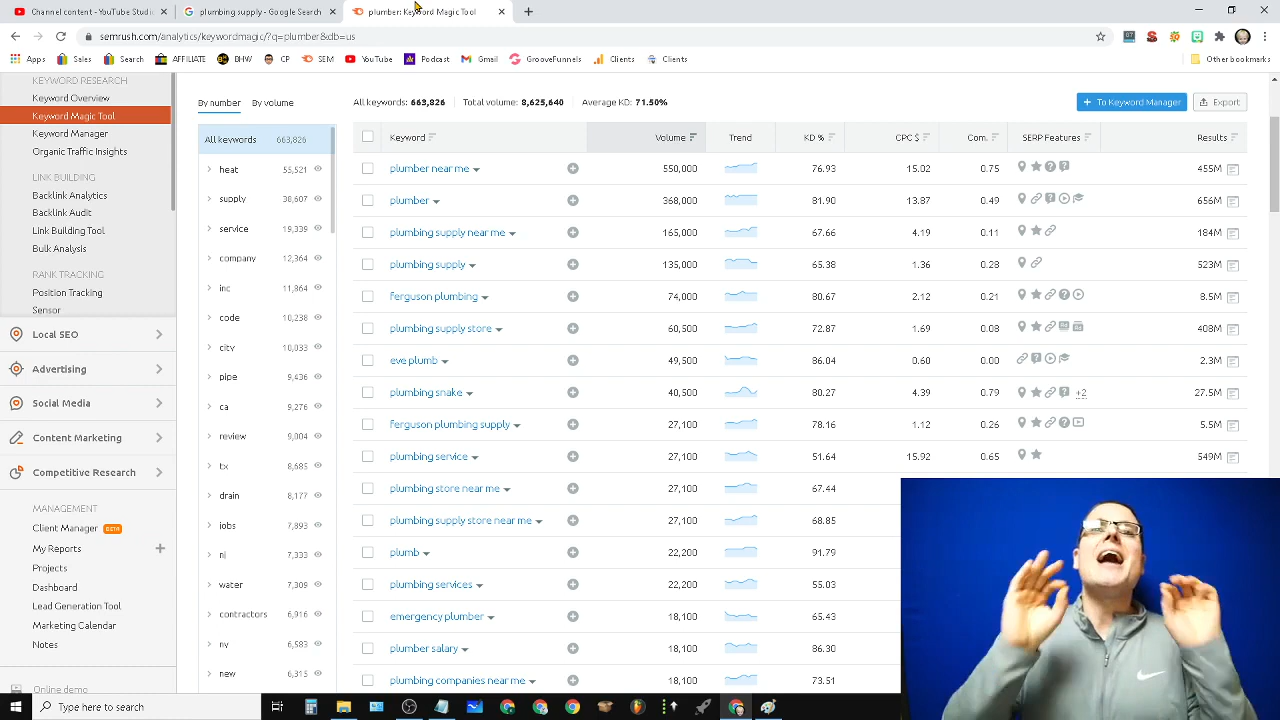 Channel content - YouTube Studi
plumbing supply - Google Search
plumber: Keyword Magic Tool
semrush.com/analytics/keywordmagic/?q=plumber&db=us
Apps Sales Search AFFILIATE BHW CP SEM YouTube Podcast Gmail GrooveFunnels Clients Clients Other bookmarks
KEYWORD RESEARCH
Keyword Overview
Keyword Magic Tool
Keyword Manager
Organic Traffic Insights
LINK BUILDING
Backlink Analytics
Backlink Audit
Link Building Tool
Bulk Analysis
RANK TRACKING
Position Tracking
Sensor
Local SEO
Advertising
Social Media
Content Marketing
Competitive Research
MANAGEMENT
Client Manager BETA
My Reports
Projects
Dashboard
Lead Generation Tool
Marketing Calendar
Notes
Online demo
By number By volume
All keywords 663,826
heat 55,521
supply 38,607
service 19,339
company 12,364
inc 11,864
code 10,238
city 10,033
pipe 9,436
ca 9,276
review 9,004
tx 8,685
drain 8,177
jobs 7,893
nj 7,333
water 7,309
contractors 6,916
ny 6,583
new 6,315
All keywords: 663,826 Total volume: 8,625,640 Average KD: 71.50%
To Keyword Manager Export
Keyword Volume Trend KD % CPC $ Com. SERP Features Results
plumber near me 550,000 76.93 15.02 0.75 455M
plumber 368,000 81.90 13.87 0.49 656M
plumbing supply near me 165,000 67.66 4.19 0.11 184M
plumbing supply 135,000 65.38 1.36 0.28 523M
ferguson plumbing 74,000 80.67 2.12 0.21 8.5M
plumbing supply store 60,500 72.87 1.69 0.08 408M
eve plumb 49,500 86.04 0.60 0.00 2.3M
plumbing snake 40,500 80.27 4.39 0.79 +2 27.5M
ferguson plumbing supply 27,100 78.16 1.12 0.26 5.5M
plumbing service 27,100 51.64 15.92 0.65 549M
plumbing store near me 27,100 67.44
plumbing supply store near me 27,100 68.85
plumb 22,200 91.79
plumbing services 22,200 55.03
emergency plumber 18,100 65.43
plumber salary 18,100 86.30
plumbing companies near me 18,100 73.51
Type here to search